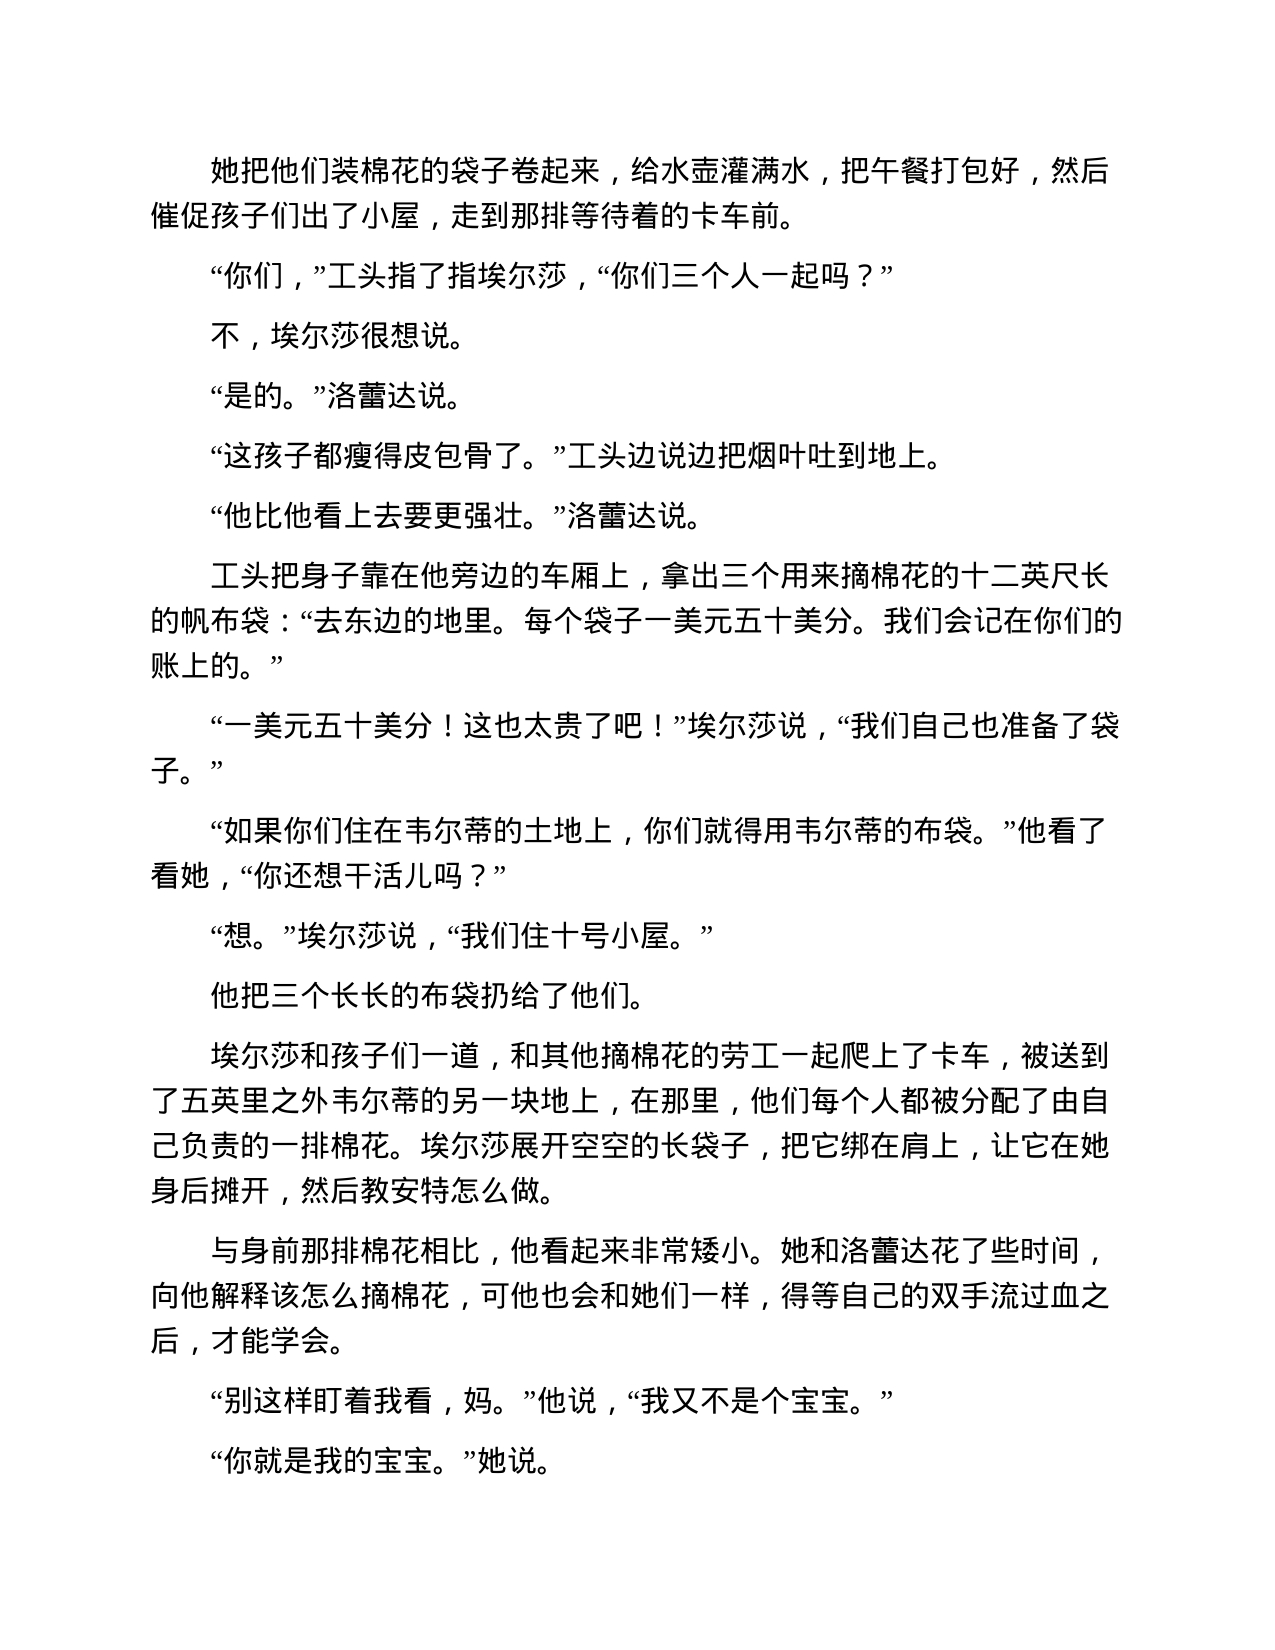 她把他们装棉花的袋子卷起来，给水壶灌满水，把午餐打包好，然后
催促孩子们出了小屋，走到那排等待着的卡车前。
“你们，”工头指了指埃尔莎，“你们三个人一起吗？”
不，埃尔莎很想说。
“是的。”洛蕾达说。
“这孩子都瘦得皮包骨了。”工头边说边把烟叶吐到地上。
“他比他看上去要更强壮。”洛蕾达说。
工头把身子靠在他旁边的车厢上，拿出三个用来摘棉花的十二英尺长
的帆布袋：“去东边的地里。每个袋子一美元五十美分。我们会记在你们的
账上的。”
“一美元五十美分！这也太贵了吧！”埃尔莎说，“我们自己也准备了袋
子。”
“如果你们住在韦尔蒂的土地上，你们就得用韦尔蒂的布袋。”他看了
看她，“你还想干活儿吗？”
“想。”埃尔莎说，“我们住十号小屋。”
他把三个长长的布袋扔给了他们。
埃尔莎和孩子们一道，和其他摘棉花的劳工一起爬上了卡车，被送到
了五英里之外韦尔蒂的另一块地上，在那里，他们每个人都被分配了由自
己负责的一排棉花。埃尔莎展开空空的长袋子，把它绑在肩上，让它在她
身后摊开，然后教安特怎么做。
与身前那排棉花相比，他看起来非常矮小。她和洛蕾达花了些时间，
向他解释该怎么摘棉花，可他也会和她们一样，得等自己的双手流过血之
后，才能学会。
“别这样盯着我看，妈。”他说，“我又不是个宝宝。”
“你就是我的宝宝。”她说。